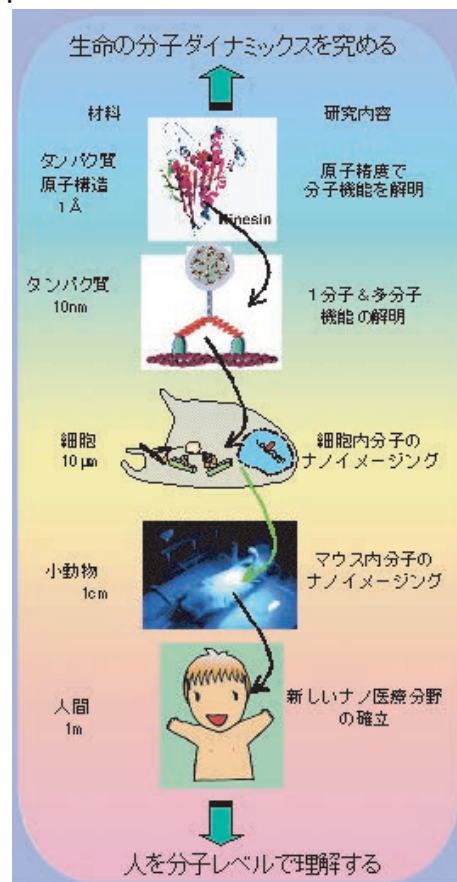 生命の分子ダイナミックスを究める
材料
研究内容
タンパク質
原子構造
1Å
Kinesin
原子精度で
分子機能を解明
タンパク質
10nm
1分子&多分子
機能の解明
細胞
10μm
細胞内分子の
ナノイメージング
小動物
1cm
マウス内分子の
ナノイメージング
人間
1m
新しいナノ医療分野
の確立
人を分子レベルで理解する